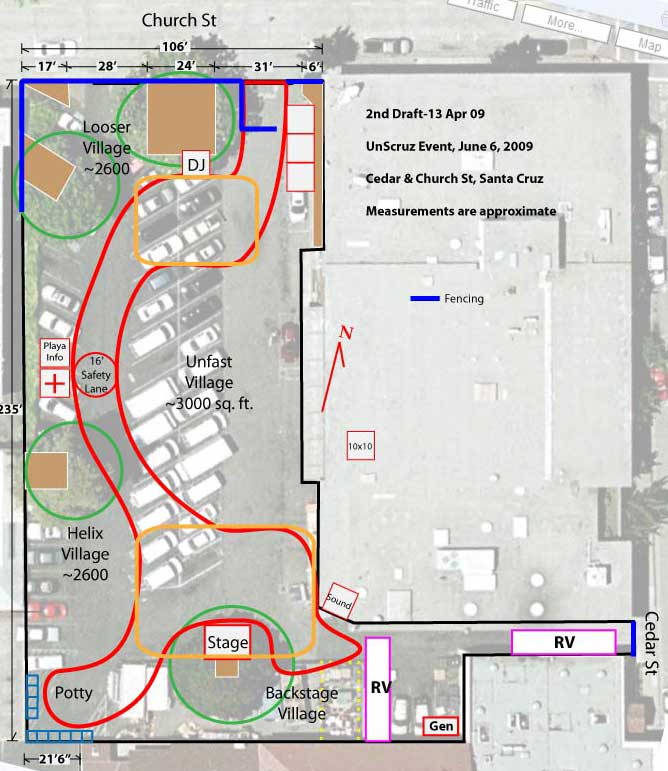 Church St
Traffic
More...
Map
106'
17'
28'
24'
31'
6'
2nd Draft-13 Apr 09
UnScruz Event, June 6, 2009
Cedar & Church St, Santa Cruz
Measurements are approximate
Looser
Village
~2600
DJ
Fencing
N
Playa
Info
16'
Safety
Lane
Unfast
Village
~3000 sq. ft.
235'
10x10
Helix
Village
~2600
Sound
Cedar St
Stage
RV
Potty
Backstage
Village
RV
Gen
21'6"